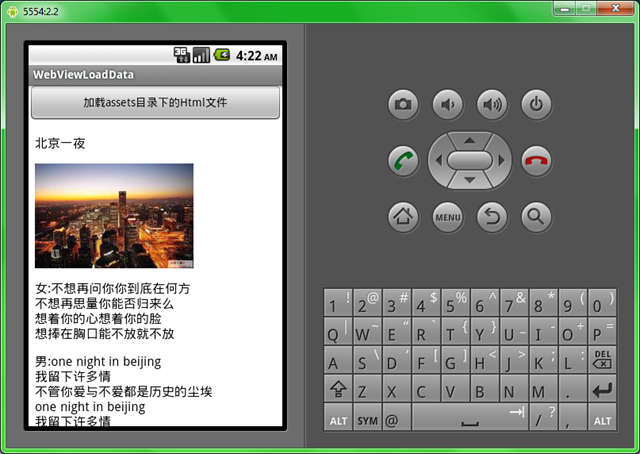 5554:2.2
3G
4:22 AM
WebViewLoadData
加载assets目录下的Html文件
北京一夜
女:不想再问你你到底在何方
不想再思量你能否归来么
想着你的心想着你的脸
想捧在胸口能不放就不放
男:one night in beijing
我留下许多情
不管你爱与不爱都是历史的尘埃
one night in beijing
我留下许多情
MENU
1 ! 2 @ 3 # 4 $ 5 % 6 ^ 7 & 8 * 9 ( 0 )
Q | W ~ E “ R ` T { Y } U _ I - O + P =
A S \ D ‘ F [ G ] H < J > K ; L : DEL
Z X C V B N M .
ALT SYM @ / ? , ALT